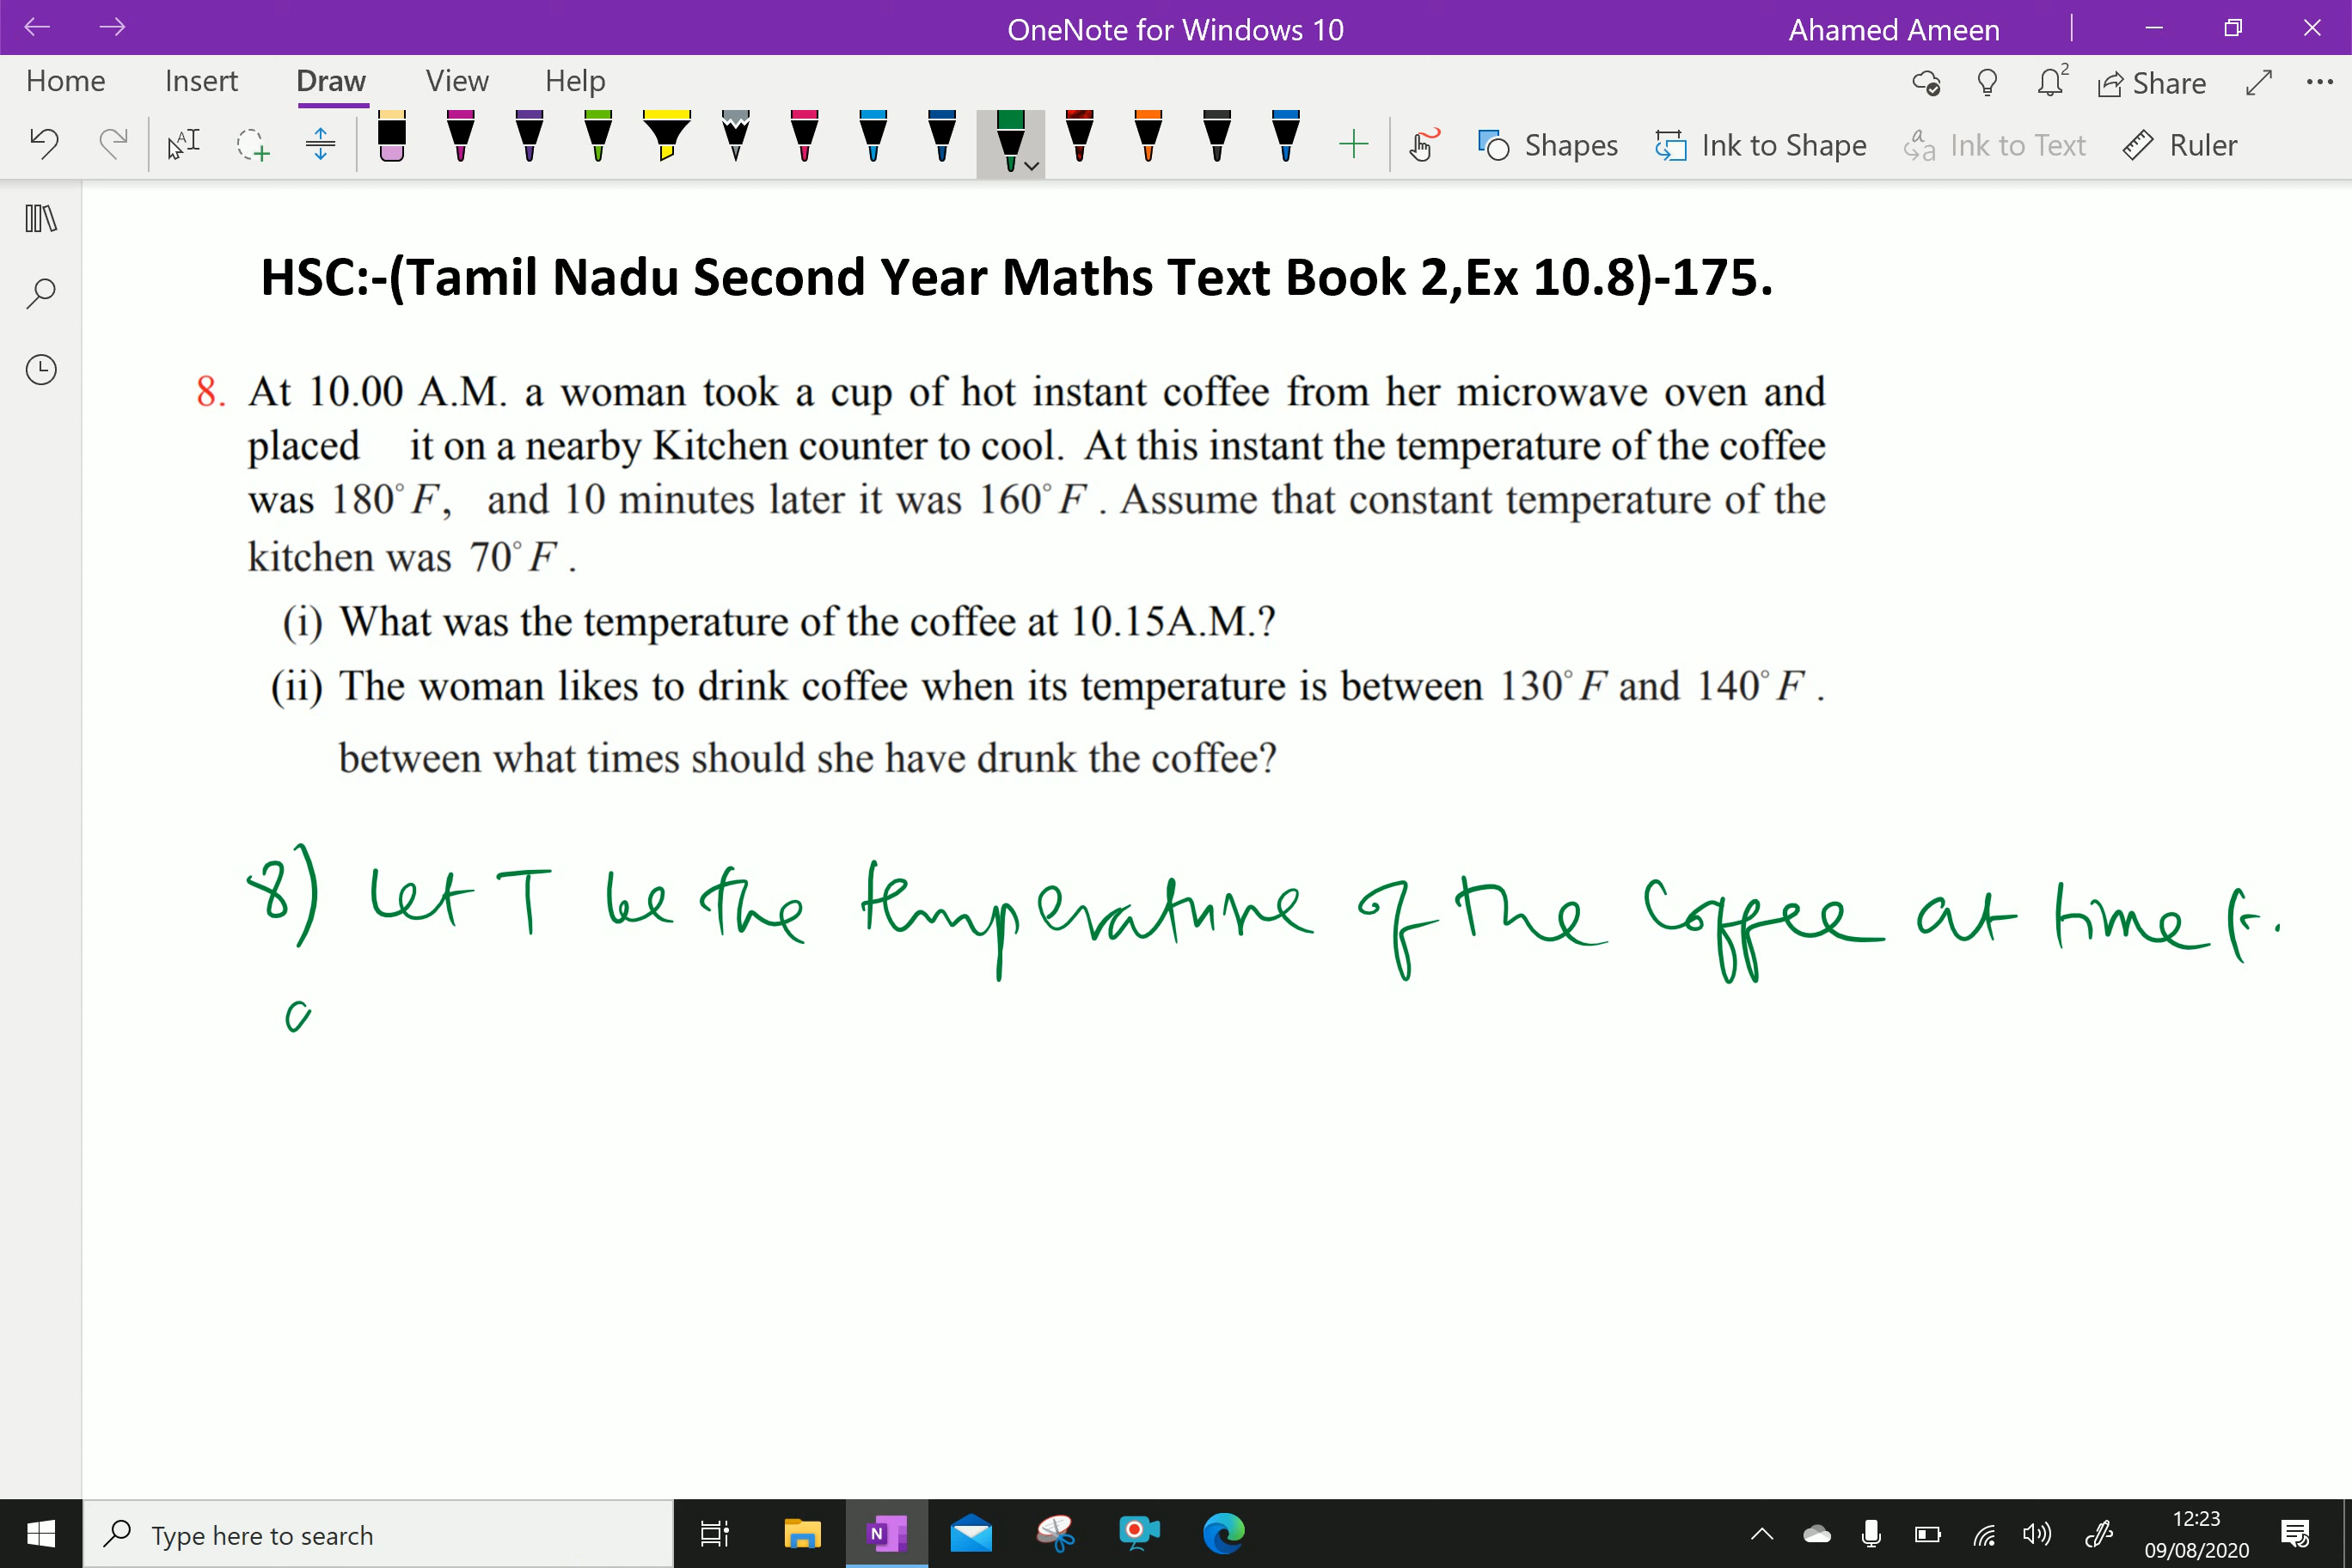 OneNote for Windows 10
Ahamed Ameen
Home Insert Draw View Help
2 Share
Shapes Ink to Shape Ink to Text Ruler
HSC:-(Tamil Nadu Second Year Maths Text Book 2,Ex 10.8)-175.
8. At 10.00 A.M. a woman took a cup of hot instant coffee from her microwave oven and
placed it on a nearby Kitchen counter to cool. At this instant the temperature of the coffee
was 180°F, and 10 minutes later it was 160°F. Assume that constant temperature of the
kitchen was 70°F.
(i) What was the temperature of the coffee at 10.15A.M.?
(ii) The woman likes to drink coffee when its temperature is between 130°F and 140°F.
between what times should she have drunk the coffee?
8) Let T be the temperature of the coffee at time t.
Type here to search
N
12:23
09/08/2020